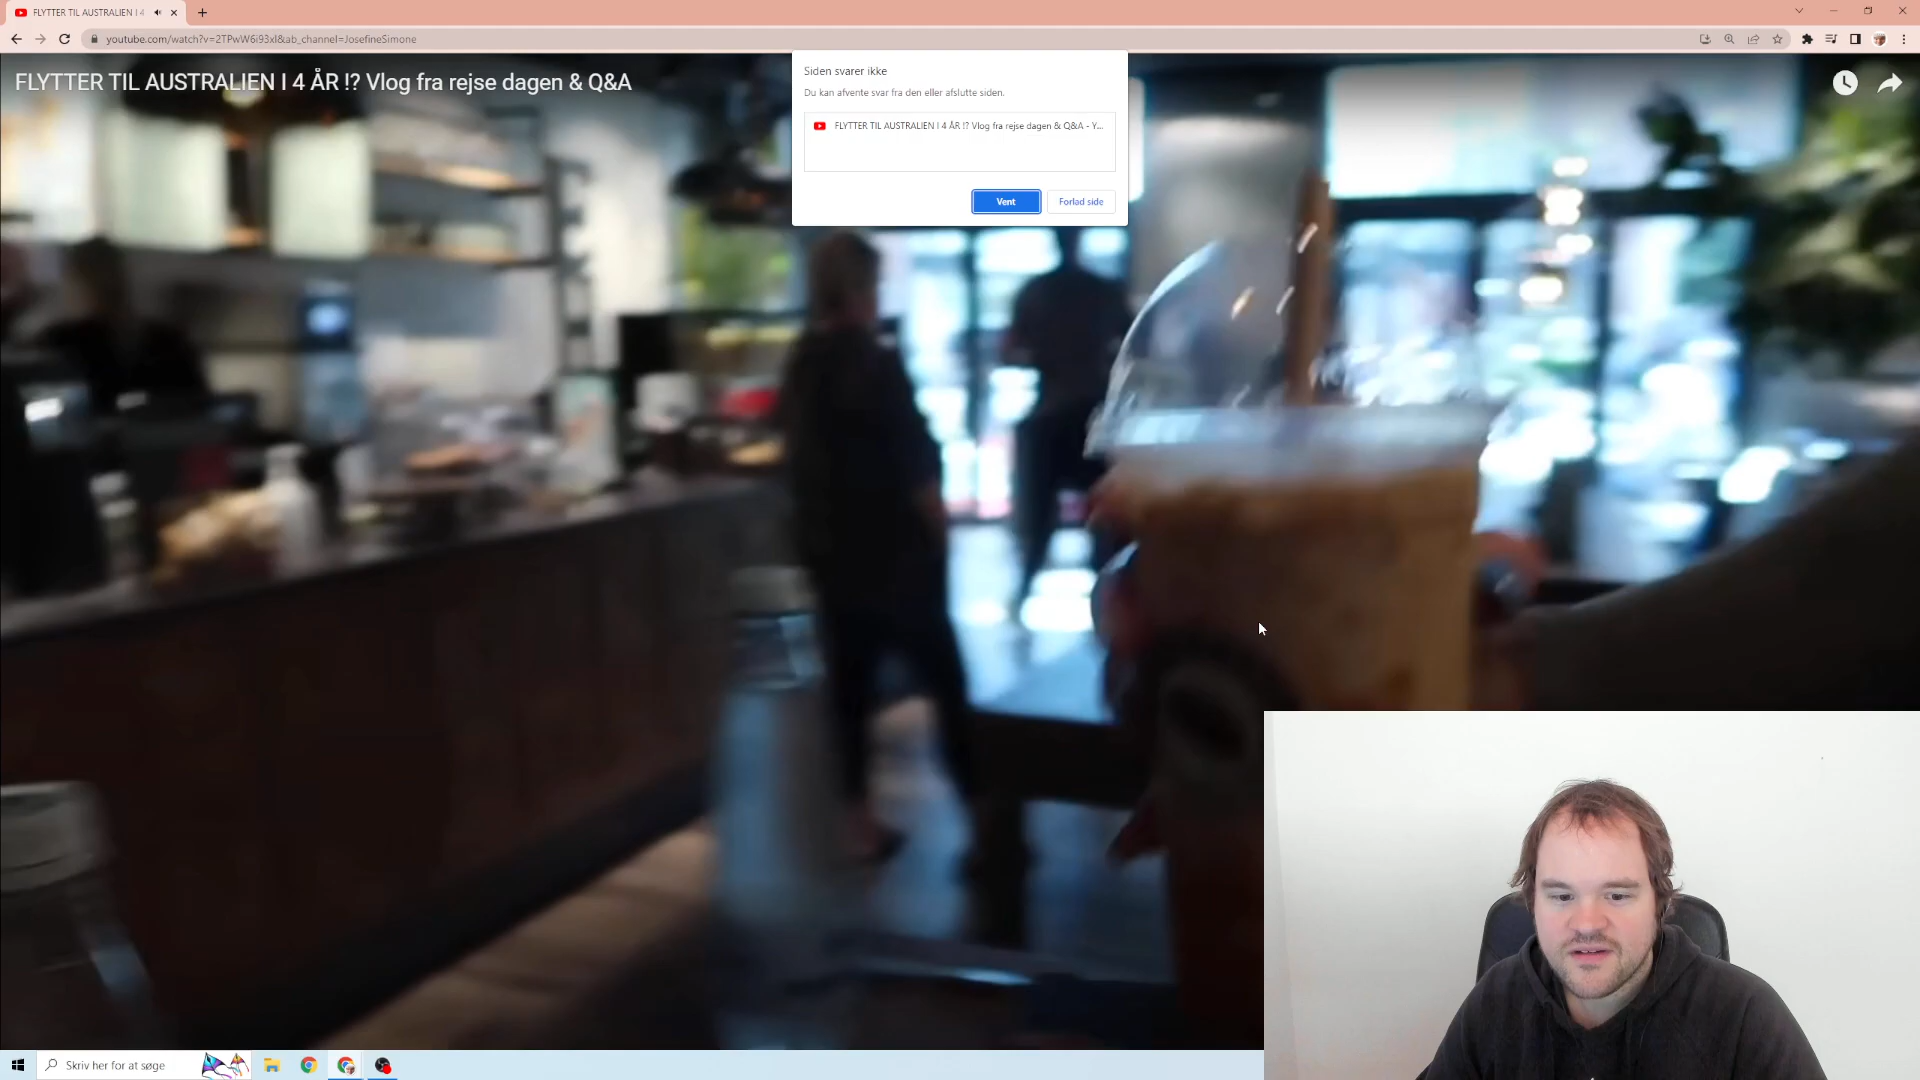 FLYTTER TIL AUSTRALIEN I 4
youtube.com/watch?v=2TPwW6i93xI&ab_channel=JosefineSimone
FLYTTER TIL AUSTRALIEN I 4 ÅR !? Vlog fra rejse dagen & Q&A
Siden svarer ikke
Du kan afvente svar fra den eller afslutte siden.
FLYTTER TIL AUSTRALIEN I 4 ÅR !? Vlog fra rejse dagen & Q&A - Y...
Vent
Forlad side
Skriv her for at søge